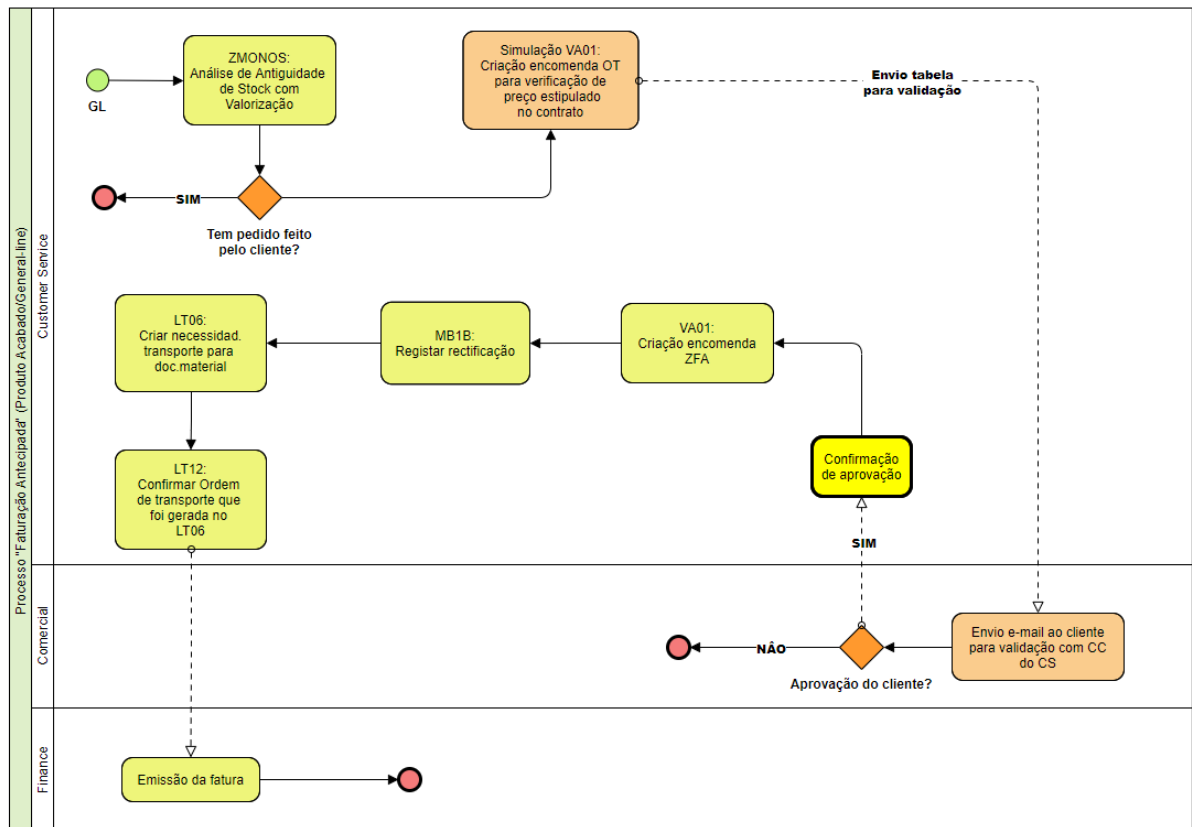 Processo "Faturação Antecipada" (Produto Acabado/General-line)
Customer Service
GL
ZMONOS:
Análise de Antiguidade
de Stock com
Valorização
Simulação VA01:
Criação encomenda OT
para verificação de
preço estipulado
no contrato
Envio tabela
para validação
SIM
Tem pedido feito
pelo cliente?
LT06:
Criar necessidad.
transporte para
doc.material
MB1B:
Registar rectificação
VA01:
Criação encomenda
ZFA
Confirmação
de aprovação
LT12:
Confirmar Ordem
de transporte que
foi gerada no
LT06
SIM
Comercial
NÂO
Aprovação do cliente?
Envio e-mail ao cliente
para validação com CC
do CS
Finance
Emissão da fatura